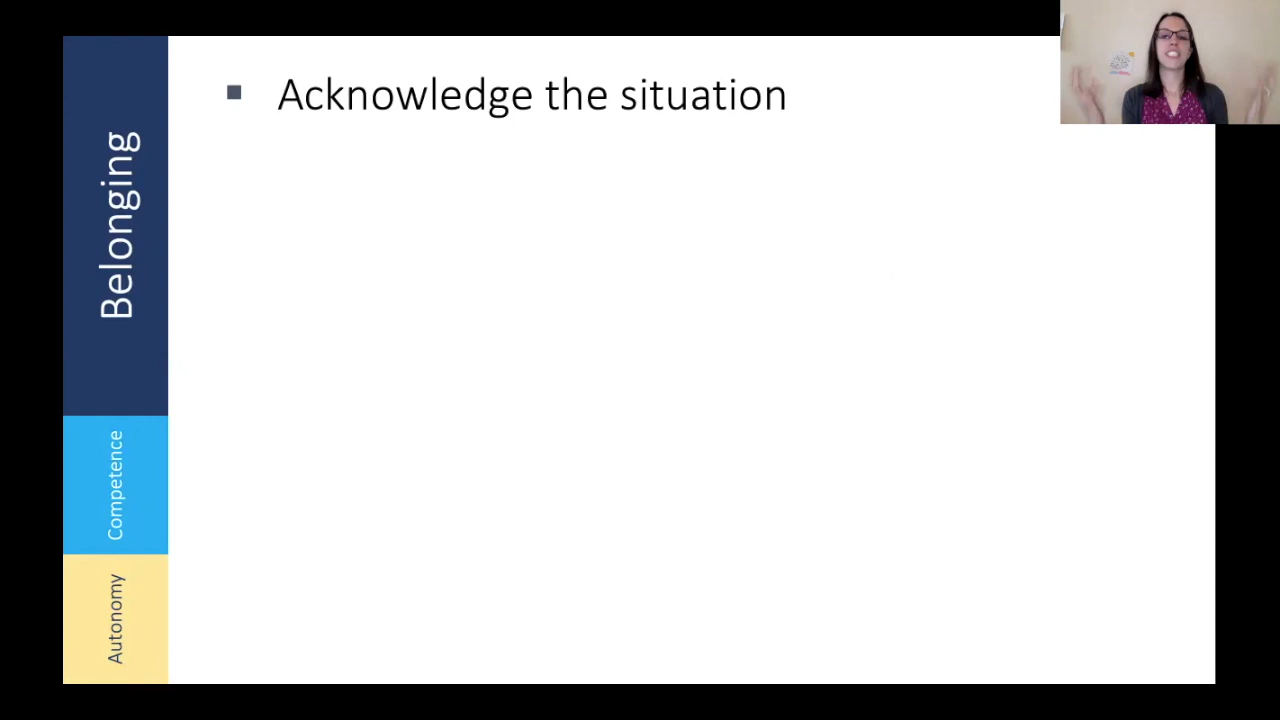 Acknowledge the situation
Belonging
Competence
Autonomy